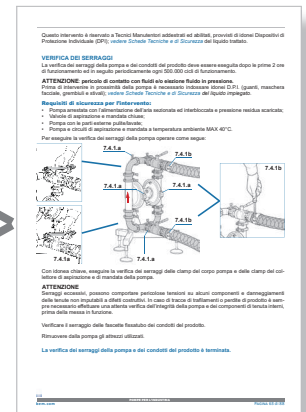 Questo intervento è riservato a Tecnici Manutentori addestrati ed abilitati, provvisti di idonei Dispositivi di
Protezione Individuale (DPI); vedere Schede Tecniche e di Sicurezza del liquido trattato.
VERIFICA DEI SERRAGGI
La verifica dei serraggi della pompa e dei condotti del prodotto deve essere eseguita dopo le prime 2 ore
di funzionamento ed in seguito periodicamente ogni 500.000 cicli di funzionamento.
ATTENZIONE: pericolo di contatto con fluidi e/o eiezione fluido in pressione.
Prima di intervenire in prossimità della pompa è necessario indossare idonei D.P.I. (guanti, maschera
facciale, grembiuli e stivali); vedere Schede Tecniche e di Sicurezza del liquido impiegato.
Requisiti di sicurezza per l'intervento:
• Pompa arrestata con l'alimentazione dell'aria sezionata ed interbloccata e pressione residua scaricata;
• Valvole di aspirazione e mandata chiuse;
• Pompa con le parti esterne pulite/lavate;
• Pompa e circuiti di aspirazione e mandata a temperatura ambiente MAX 40°C.
Per eseguire la verifica dei serraggi della pompa operare come segue:
7.4.1.a
7.4.1b
7.4.1b
7.4.1.a
7.4.1.a
7.4.1b
7.4.1a
7.4.1.a
Con idonea chiave, eseguire la verifica dei serraggi delle clamp del corpo pompa e delle clamp dei col-
lettore di aspirazione e di mandata della pompa.
ATTENZIONE
Serraggi eccessivi, possono comportare pericolose tensioni su alcuni componenti e danneggiamenti
delle tenute non imputabili a difetti costruttivi. In caso di tracce di trafilamenti o perdite di prodotto è sem-
pre necessario effettuare una attenta verifica dell'integrità della pompa e dei componenti di tenuta interni,
prima della messa in funzione.
Verificare il serraggio delle fascette fissatubo dei condotti del prodotto.
Rimuovere dalla pompa gli attrezzi utilizzati.
La verifica dei serraggi della pompa e dei condotti del prodotto è terminata.